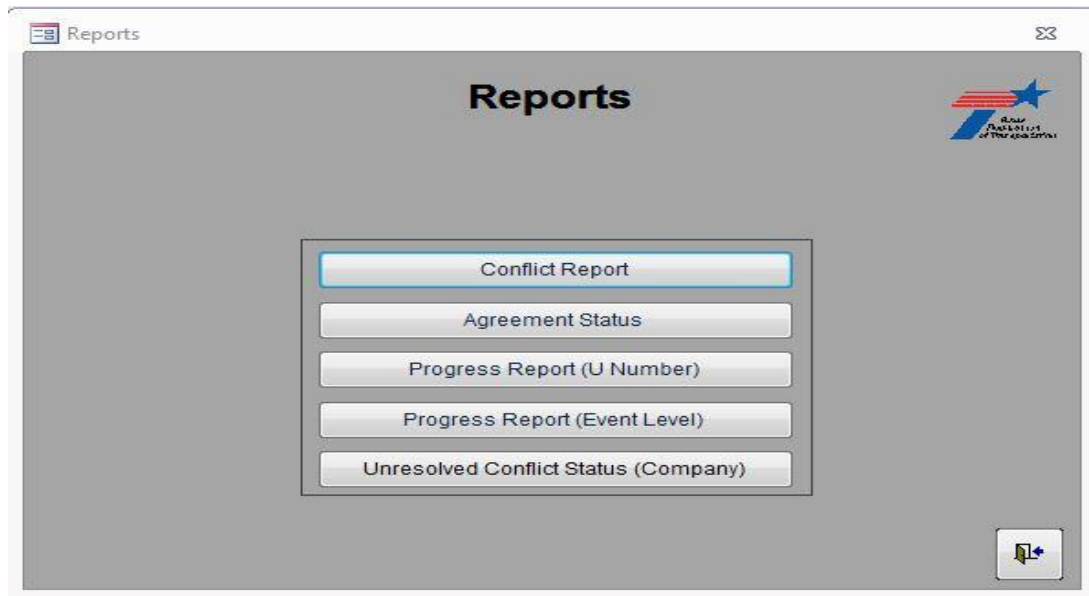 Reports
Reports
Conflict Report
Agreement Status
Progress Report (U Number)
Progress Report (Event Level)
Unresolved Conflict Status (Company)